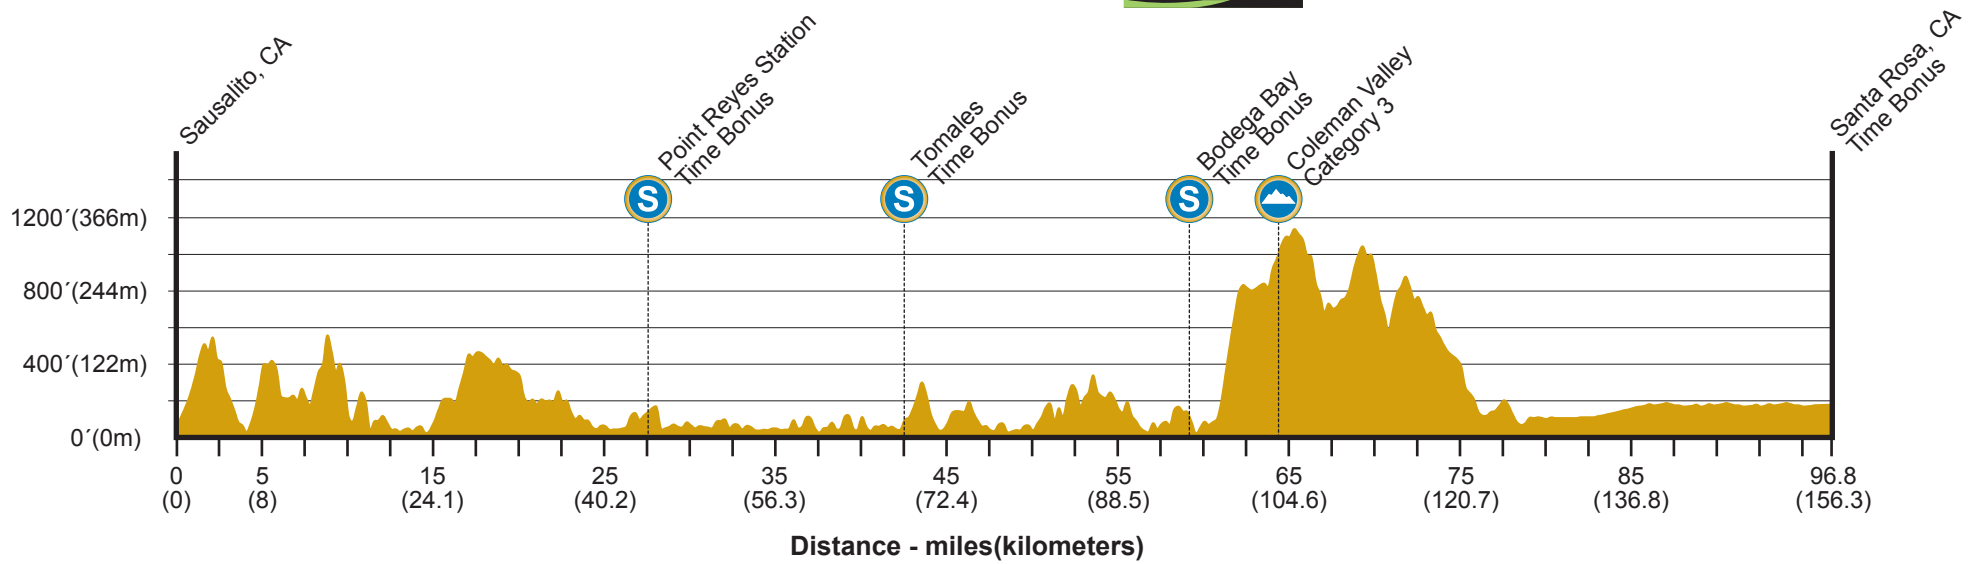 Sausalito, CA
Point Reyes Station
Time Bonus
Tomales
Time Bonus
Bodega Bay
Time Bonus
Coleman Valley
Category 3
Santa Rosa, CA
Time Bonus
S
S
S
1200´(366m)
800´(244m)
400´(122m)
0´(0m)
0 5 15 25 35 45 55 65 75 85 96.8
(0) (8) (24.1) (40.2) (56.3) (72.4) (88.5) (104.6) (120.7) (136.8) (156.3)
Distance - miles(kilometers)